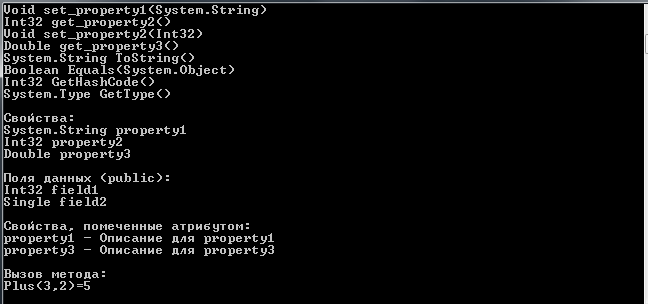 Void set_property1(System.String)
Int32 get_property2()
Void set_property2(Int32)
Double get_property3()
System.String ToString()
Boolean Equals(System.Object)
Int32 GetHashCode()
System.Type GetType()
Свойства:
System.String property1
Int32 property2
Double property3
Поля данных (public):
Int32 field1
Single field2
Свойства, помеченные атрибутом:
property1 - Описание для property1
property3 - Описание для property3
Вызов метода:
Plus(3,2)=5